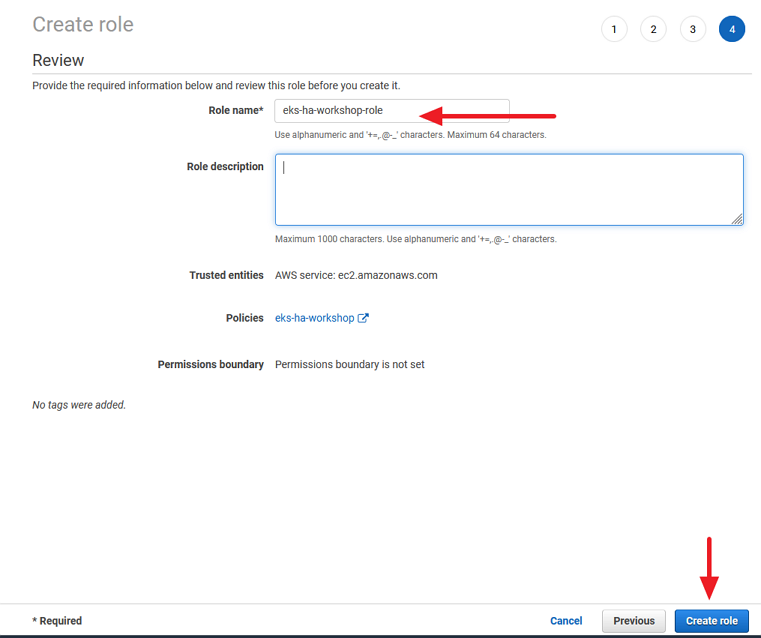 Create role
1 2 3 4
Review
Provide the required information below and review this role before you create it.
Role name* eks-ha-workshop-role
Use alphanumeric and '+=,.@-_' characters. Maximum 64 characters.
Role description
Maximum 1000 characters. Use alphanumeric and '+=,.@-_' characters.
Trusted entities AWS service: ec2.amazonaws.com
Policies eks-ha-workshop
Permissions boundary Permissions boundary is not set
No tags were added.
* Required Cancel Previous Create role